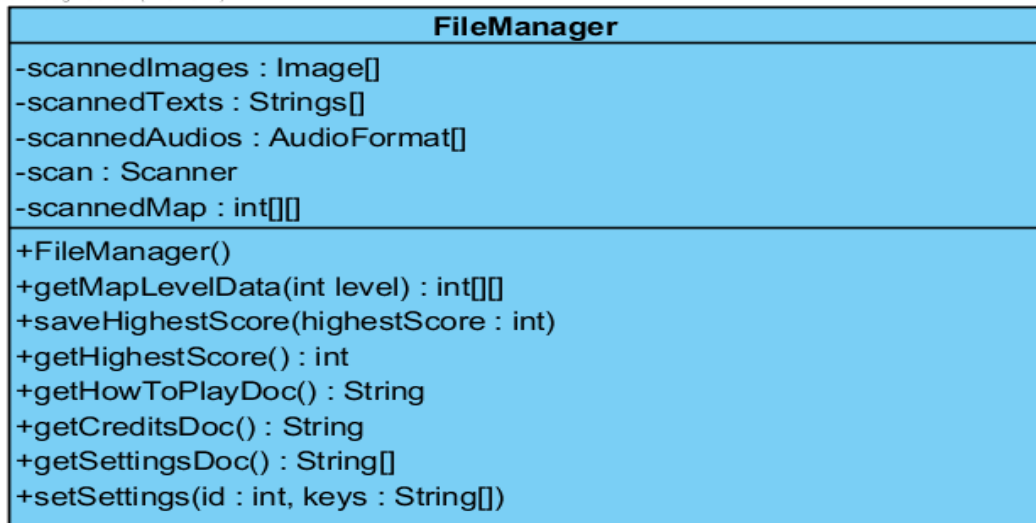 FileManager
-scannedImages : Image[]
-scannedTexts : Strings[]
-scannedAudios : AudioFormat[]
-scan : Scanner
-scannedMap : int[][]
+FileManager()
+getMapLevelData(int level) : int[][]
+saveHighestScore(highestScore : int)
+getHighestScore() : int
+getHowToPlayDoc() : String
+getCreditsDoc() : String
+getSettingsDoc() : String[]
+setSettings(id : int, keys : String[])